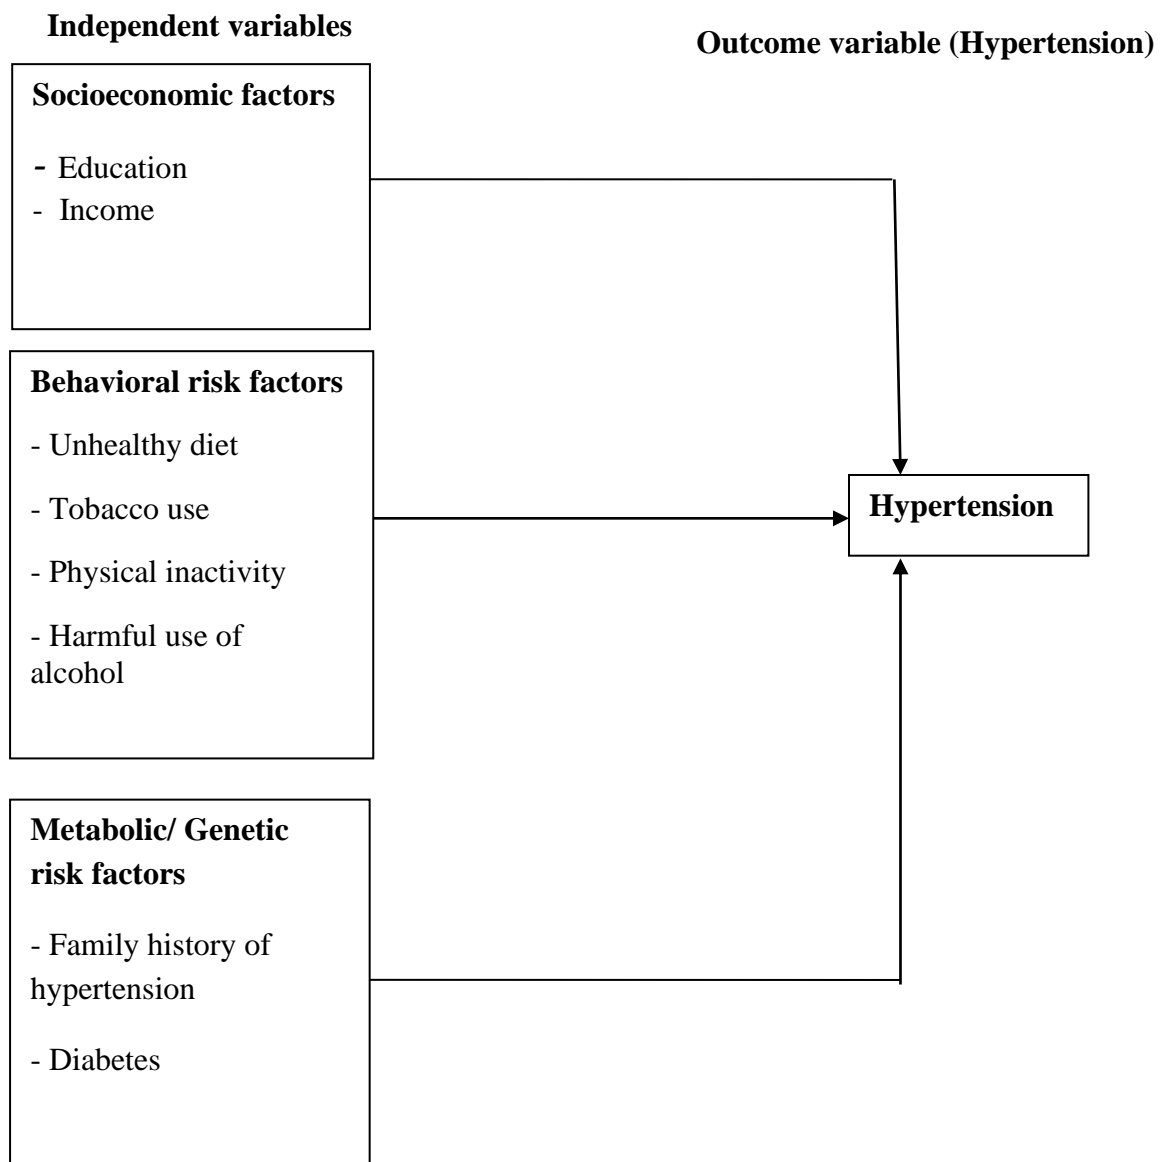 Independent variables
Outcome variable (Hypertension)
Socioeconomic factors
- Education
- Income
Behavioral risk factors
- Unhealthy diet
- Tobacco use
- Physical inactivity
- Harmful use of
alcohol
Hypertension
Metabolic/ Genetic
risk factors
- Family history of
hypertension
- Diabetes